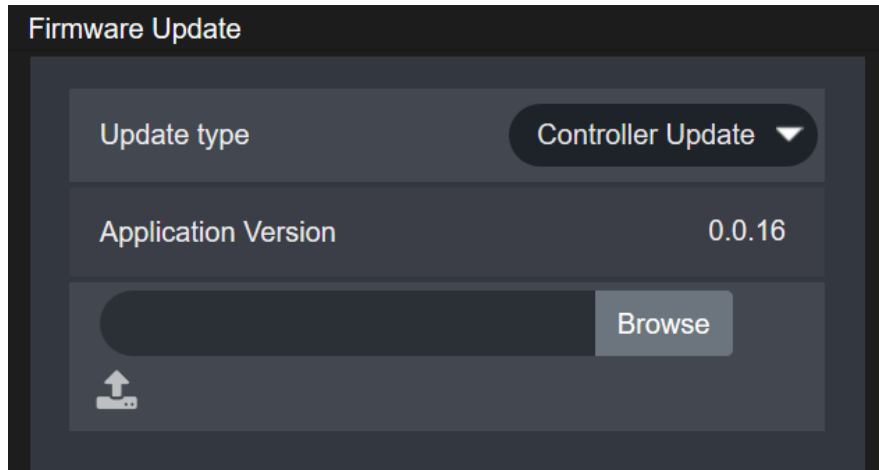 Firmware Update
Update type Controller Update
Application Version 0.0.16
Browse